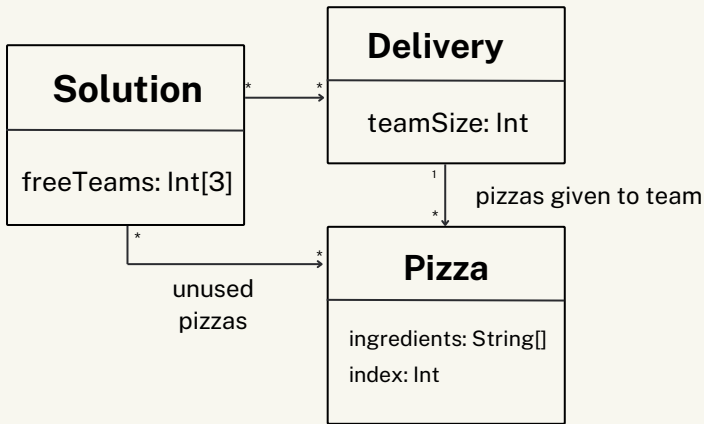 Solution
freeTeams: Int[3]
*
*
Delivery
teamSize: Int
1
*
pizzas given to team
*
*
unused
pizzas
Pizza
ingredients: String[]
index: Int